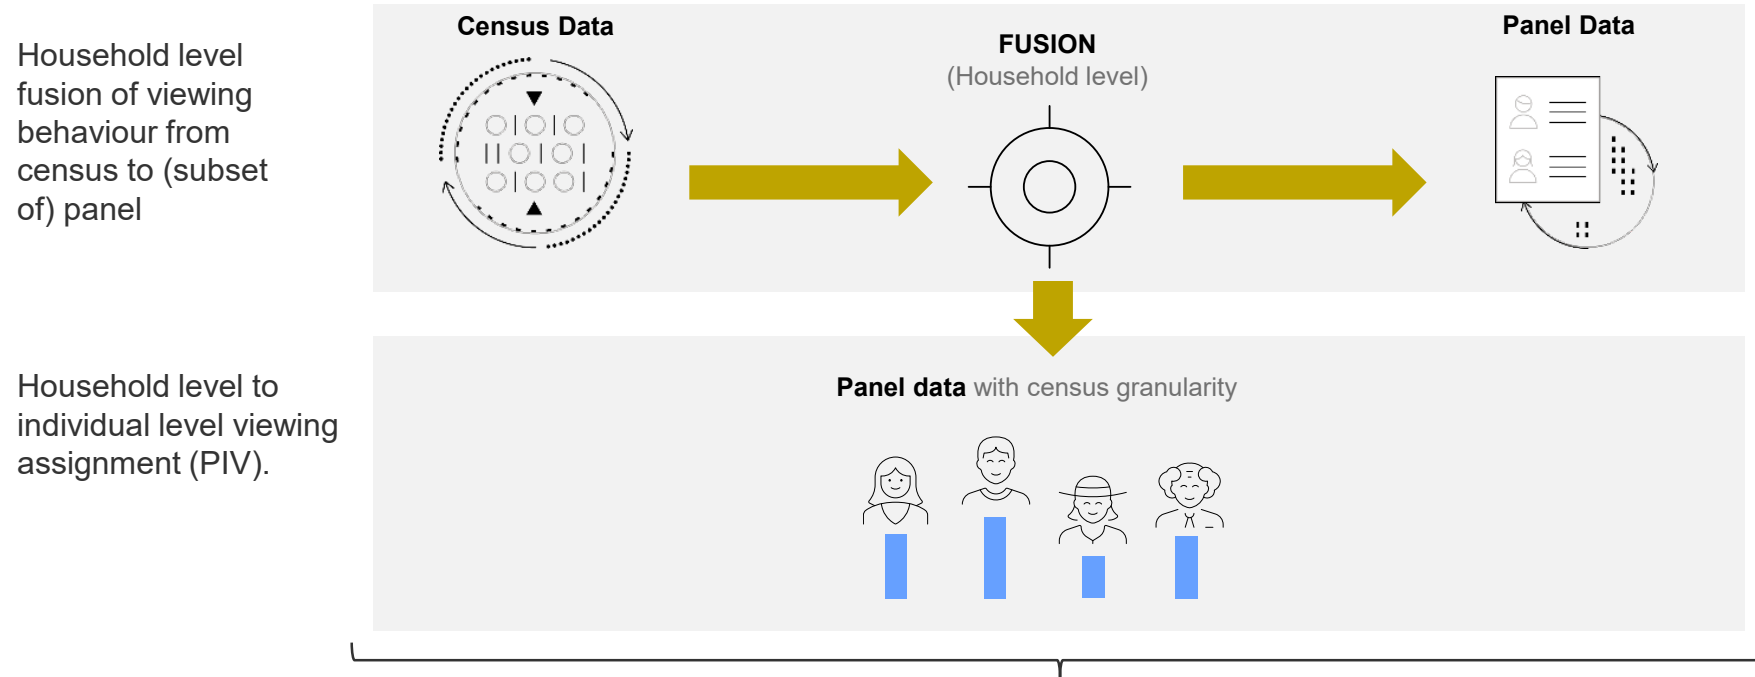 Household level
fusion of viewing
behaviour from
census to (subset
of) panel
Census Data
FUSION
(Household level)
Panel Data
Household level to
individual level viewing
assignment (PIV).
Panel data with census granularity